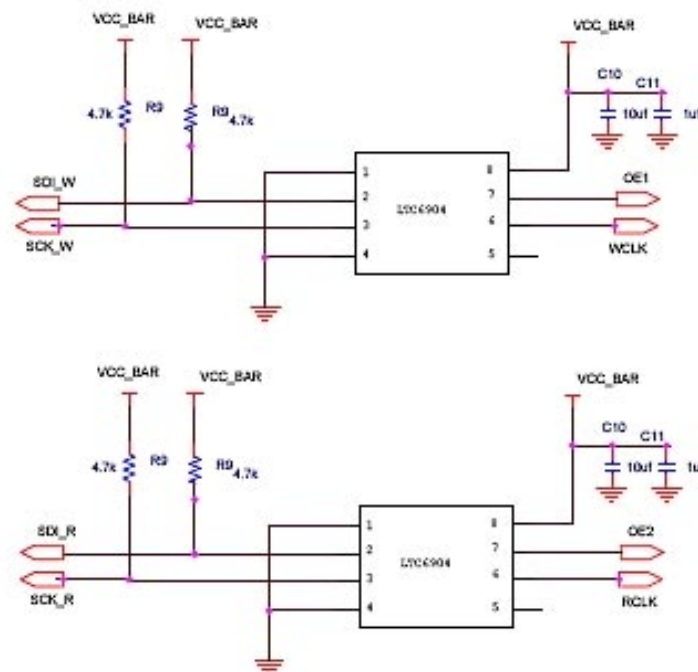 VCC_BAR
VCC_BAR
VCC_BAR
4.7k R9
R9 4.7k
C10
C11
10uf
1uf
SDI_W
SCK_W
1
2
3
4
LTC6904
8
7
6
5
OE1
WCLK
VCC_BAR
VCC_BAR
VCC_BAR
4.7k R9
R9 4.7k
C10
C11
10uf
SDI_R
SCK_R
1
2
3
4
LTC6904
8
7
6
5
OE2
RCLK